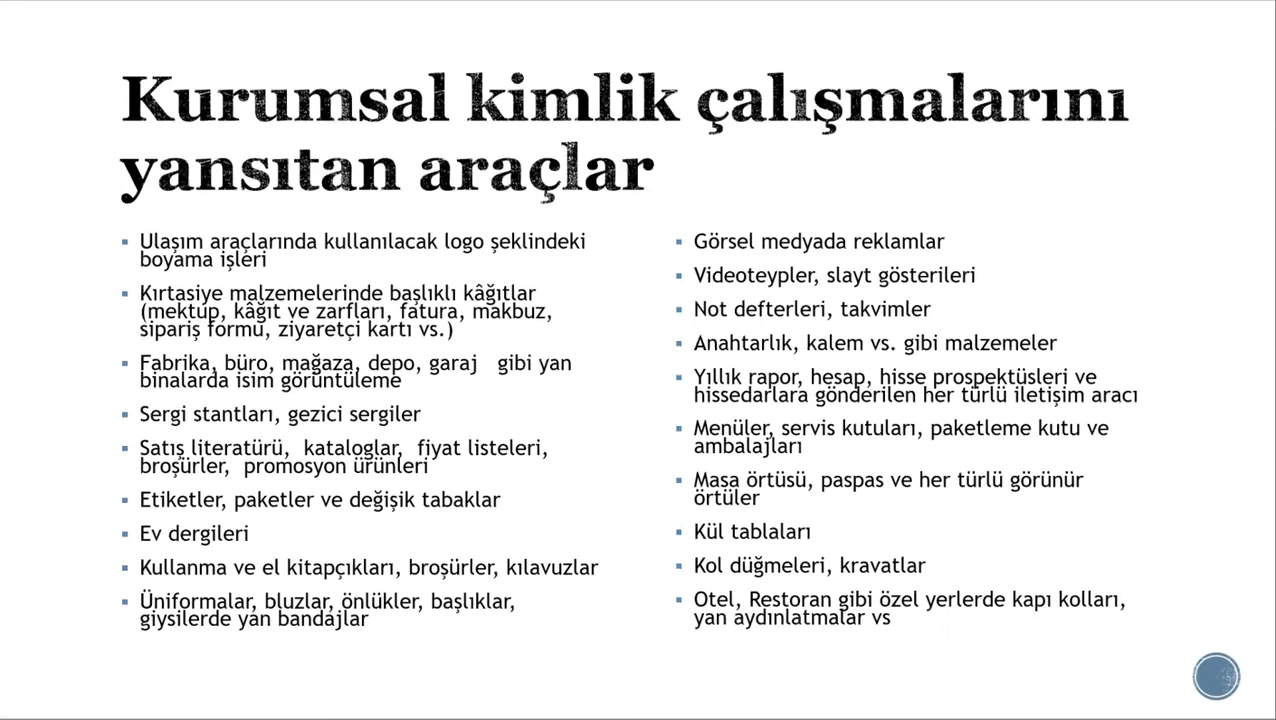 Kurumsal kimlik çalışmalarını
yansıtan araçlar
▪ Ulaşım araçlarında kullanılacak logo şeklindeki
boyama işleri
▪ Kırtasiye malzemelerinde başlıklı kâğıtlar
(mektup, kâğıt ve zarfları, fatura, makbuz,
sipariş formu, ziyaretçi kartı vs.)
▪ Fabrika, büro, mağaza, depo, garaj gibi yan
binalarda isim görüntüleme
▪ Sergi stantları, gezici sergiler
▪ Satış literatürü, kataloglar, fiyat listeleri,
broşürler, promosyon ürünleri
▪ Etiketler, paketler ve değişik tabaklar
▪ Ev dergileri
▪ Kullanma ve el kitapçıkları, broşürler, kılavuzlar
▪ Üniformalar, bluzlar, önlükler, başlıklar,
giysilerde yan bandajlar
▪ Görsel medyada reklamlar
▪ Videoteypler, slayt gösterileri
▪ Not defterleri, takvimler
▪ Anahtarlık, kalem vs. gibi malzemeler
▪ Yıllık rapor, hesap, hisse prospektüsleri ve
hissedarlara gönderilen her türlü iletişim aracı
▪ Menüler, servis kutuları, paketleme kutu ve
ambalajları
▪ Masa örtüsü, paspas ve her türlü görünür
örtüler
▪ Kül tablaları
▪ Kol düğmeleri, kravatlar
▪ Otel, Restoran gibi özel yerlerde kapı kolları,
yan aydınlatmalar vs